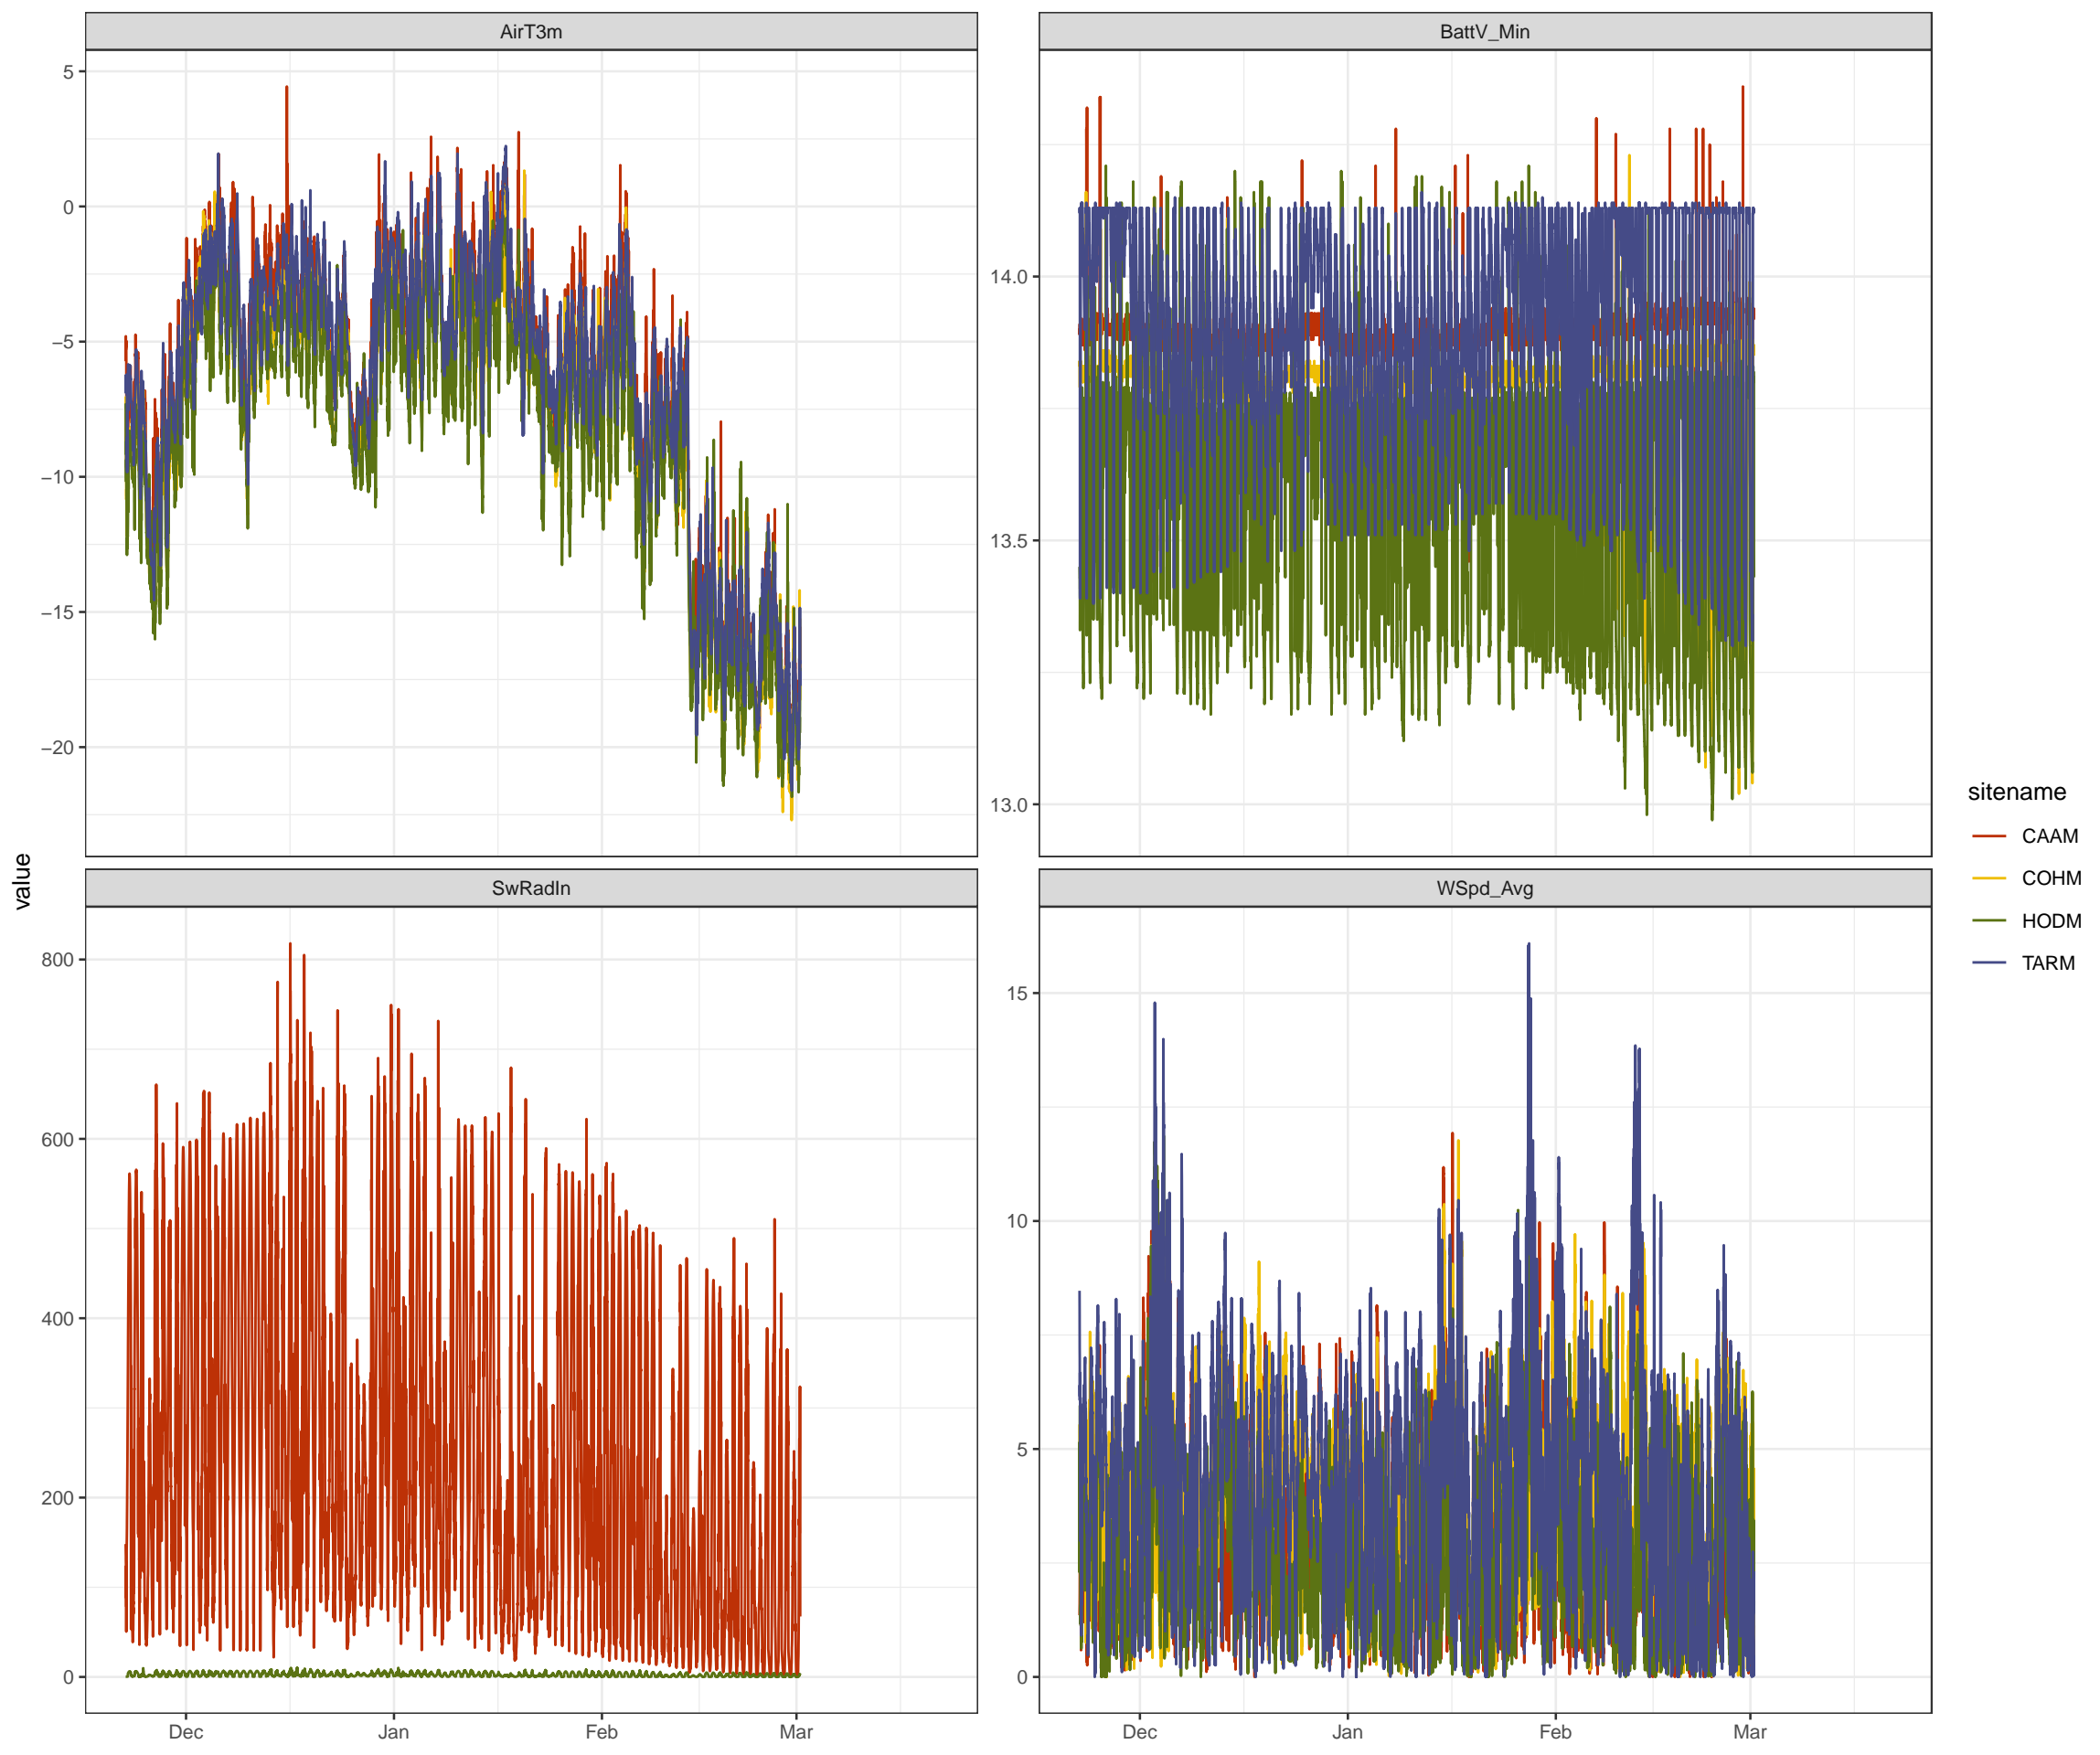 AirT3m
BattV_Min
5
0
−5
−10
−15
−20
14.0
13.5
13.0
value
SwRadIn
WSpd_Avg
800
600
400
200
0
15
10
5
0
Dec
Jan
Feb
Mar
Dec
Jan
Feb
Mar
sitename
CAAM
COHM
HODM
TARM